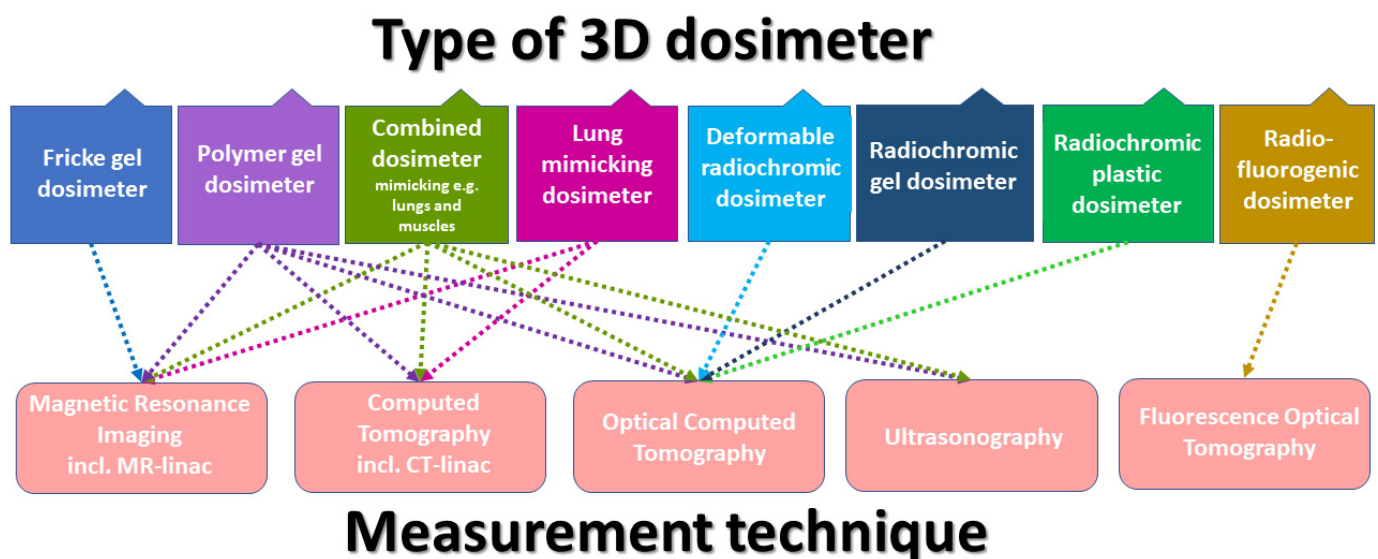 Type of 3D dosimeter
Fricke gel
dosimeter
Polymer gel
dosimeter
Combined
dosimeter
mimicking e.g.
lungs and
muscles
Lung
mimicking
dosimeter
Deformable
radiochromic
dosimeter
Radiochromic
gel dosimeter
Radiochromic
plastic
dosimeter
Radio-
fluorogenic
dosimeter
Magnetic Resonance
Imaging
incl. MR-linac
Computed
Tomography
incl. CT-linac
Optical Computed
Tomography
Ultrasonography
Fluorescence Optical
Tomography
Measurement technique